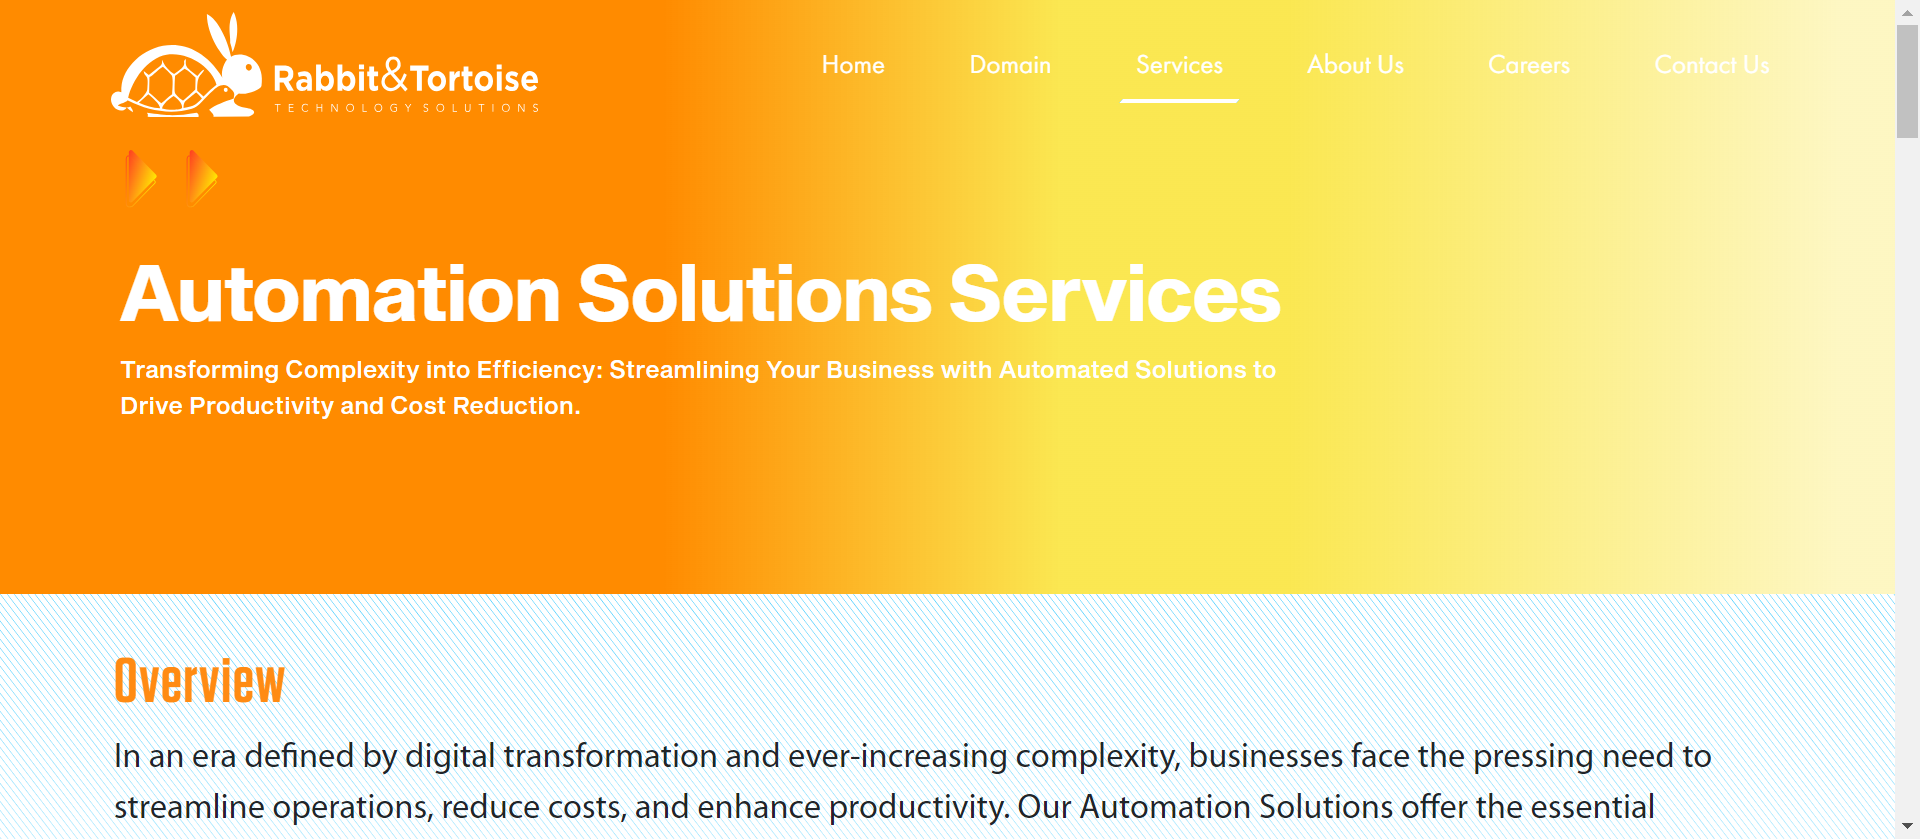 Rabbit&Tortoise
TECHNOLOGY SOLUTIONS
Home
Domain
Services
About Us
Careers
Contact Us
Automation Solutions Services
Transforming Complexity into Efficiency: Streamlining Your Business with Automated Solutions to
Drive Productivity and Cost Reduction.
Overview
In an era defined by digital transformation and ever-increasing complexity, businesses face the pressing need to
streamline operations, reduce costs, and enhance productivity. Our Automation Solutions offer the essential